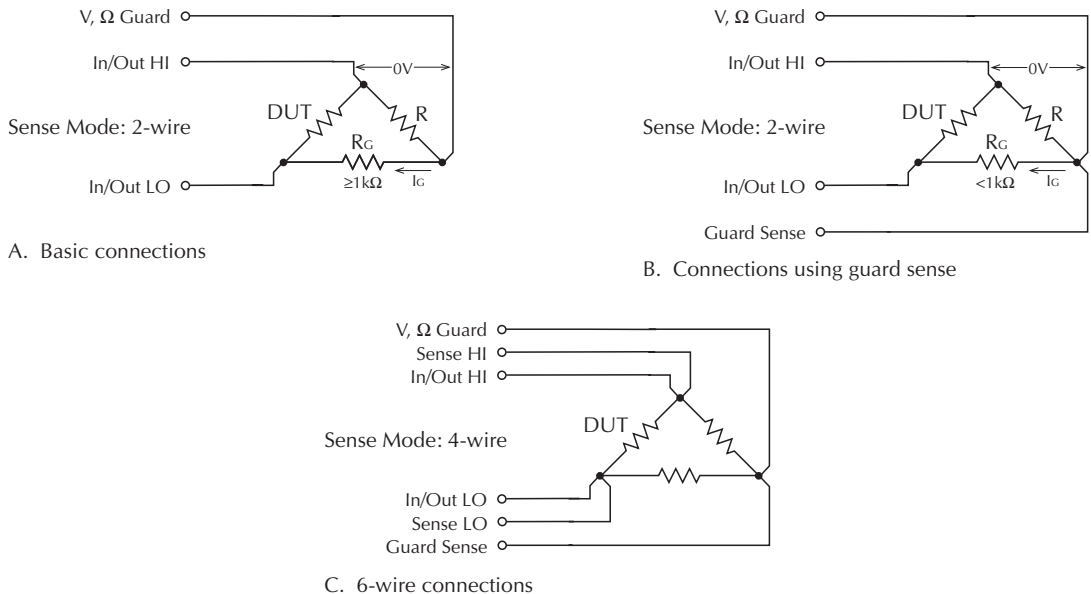 V, Ω Guard
In/Out HI
0V
DUT
R
Sense Mode: 2-wire
RG
≥1kΩ
IG
In/Out LO
A. Basic connections
V, Ω Guard
In/Out HI
0V
DUT
R
Sense Mode: 2-wire
RG
<1kΩ
IG
In/Out LO
Guard Sense
B. Connections using guard sense
V, Ω Guard
Sense HI
In/Out HI
DUT
Sense Mode: 4-wire
In/Out LO
Sense LO
Guard Sense
C. 6-wire connections